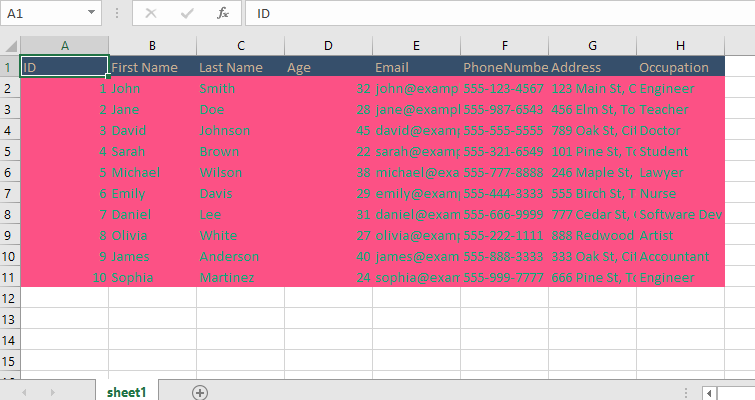 A1 fx ID
A B C D E F G H
1 ID First Name Last Name Age Email PhoneNumbe Address Occupation
2 1 John Smith 32 john@examp 555-123-4567 123 Main St, C Engineer
3 2 Jane Doe 28 jane@exampl 555-987-6543 456 Elm St, To Teacher
4 3 David Johnson 45 david@exam 555-555-5555 789 Oak St, Cit Doctor
5 4 Sarah Brown 22 sarah@exam 555-321-6549 101 Pine St, To Student
6 5 Michael Wilson 38 michael@exa 555-777-8888 246 Maple St, Lawyer
7 6 Emily Davis 29 emily@exam 555-444-3333 555 Birch St, T Nurse
8 7 Daniel Lee 31 daniel@exam 555-666-9999 777 Cedar St, Software Dev
9 8 Olivia White 27 olivia@exam 555-222-1111 888 Redwood Artist
10 9 James Anderson 40 james@exam 555-888-3333 333 Oak St, Cit Accountant
11 10 Sophia Martinez 24 sophia@exam 555-999-7777 666 Pine St, To Engineer
12
13
14
15
sheet1